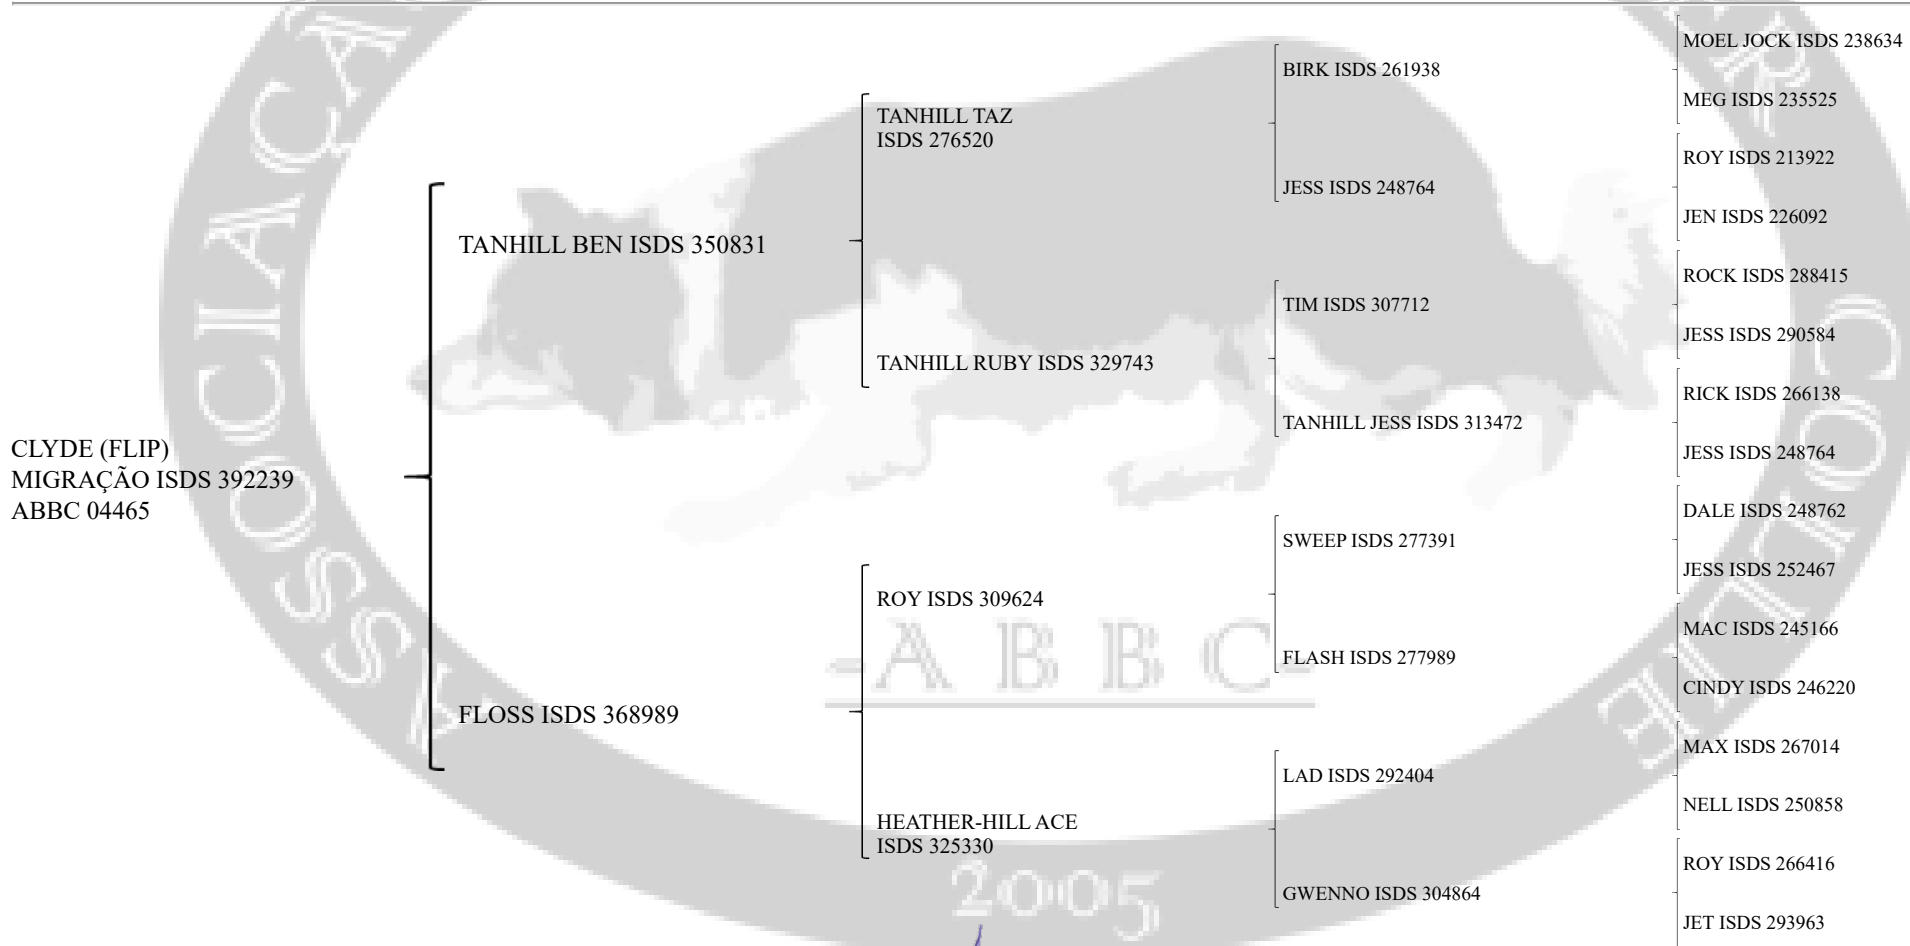 CLYDE (FLIP)
MIGRAÇÃO ISDS 392239
ABBC 04465
TANHILL BEN ISDS 350831
FLOSS ISDS 368989
TANHILL TAZ
ISDS 276520
TANHILL RUBY ISDS 329743
ROY ISDS 309624
HEATHER-HILL ACE
ISDS 325330
BIRK ISDS 261938
JESS ISDS 248764
TIM ISDS 307712
TANHILL JESS ISDS 313472
SWEEP ISDS 277391
FLASH ISDS 277989
LAD ISDS 292404
GWENNO ISDS 304864
MOEL JOCK ISDS 238634
MEG ISDS 235525
ROY ISDS 213922
JEN ISDS 226092
ROCK ISDS 288415
JESS ISDS 290584
RICK ISDS 266138
JESS ISDS 248764
DALE ISDS 248762
JESS ISDS 252467
MAC ISDS 245166
CINDY ISDS 246220
MAX ISDS 267014
NELL ISDS 250858
ROY ISDS 266416
JET ISDS 293963
ASSOCIAÇÃ
R COLLIE
-A B B C-
2005